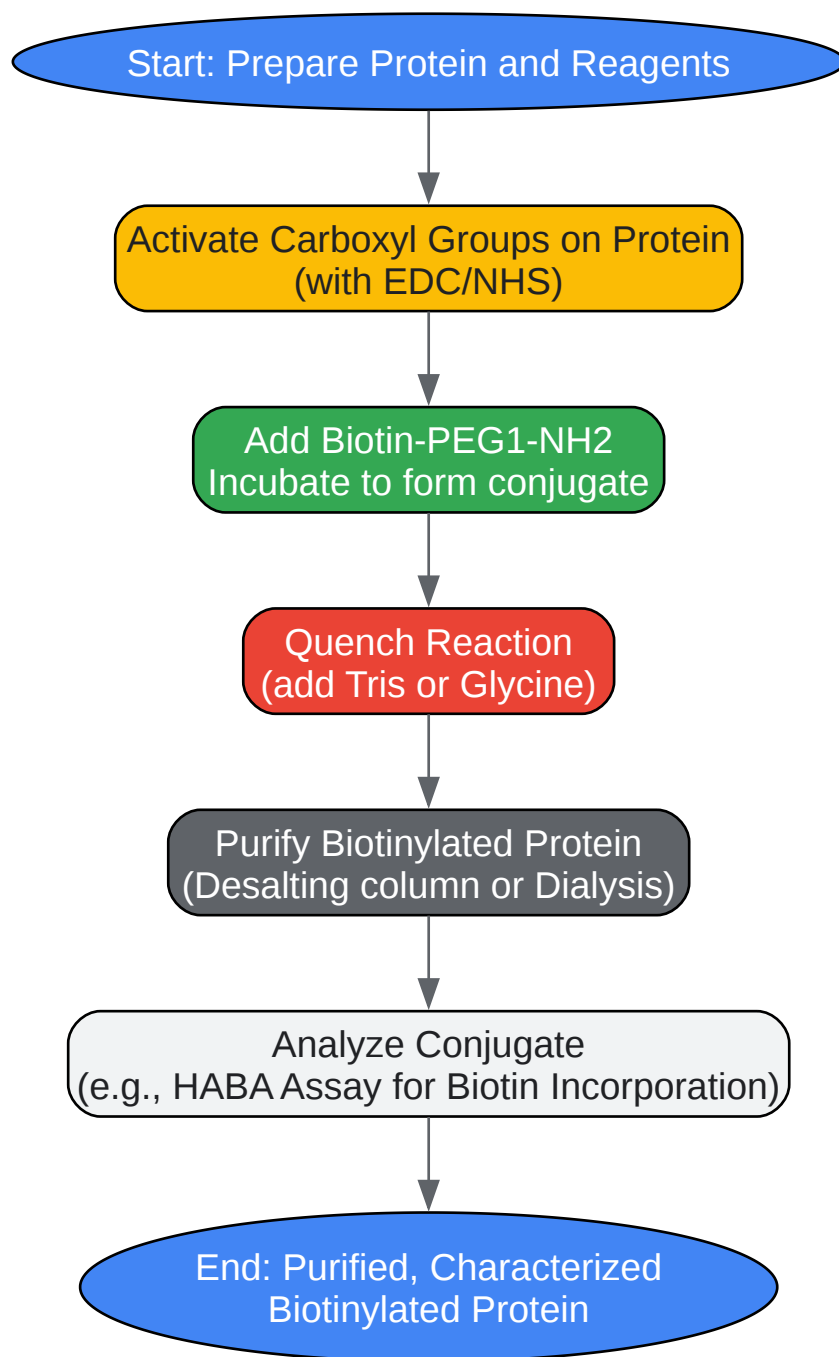 Start: Prepare Protein and Reagents
Activate Carboxyl Groups on Protein
(with EDC/NHS)
Add Biotin-PEG1-NH2
Incubate to form conjugate
Quench Reaction
(add Tris or Glycine)
Purify Biotinylated Protein
(Desalting column or Dialysis)
Analyze Conjugate
(e.g., HABA Assay for Biotin Incorporation)
End: Purified, Characterized
Biotinylated Protein